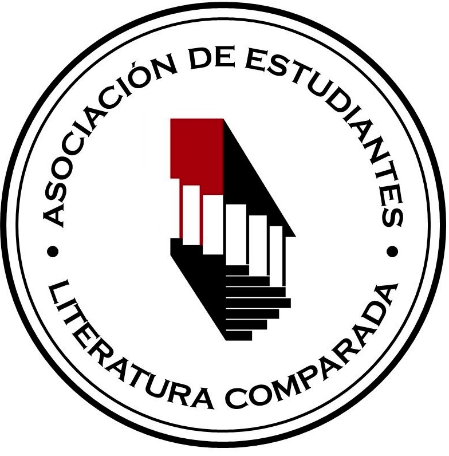 ASOCIACIÓN DE ESTUDIANTES
LITERATURA COMPARADA